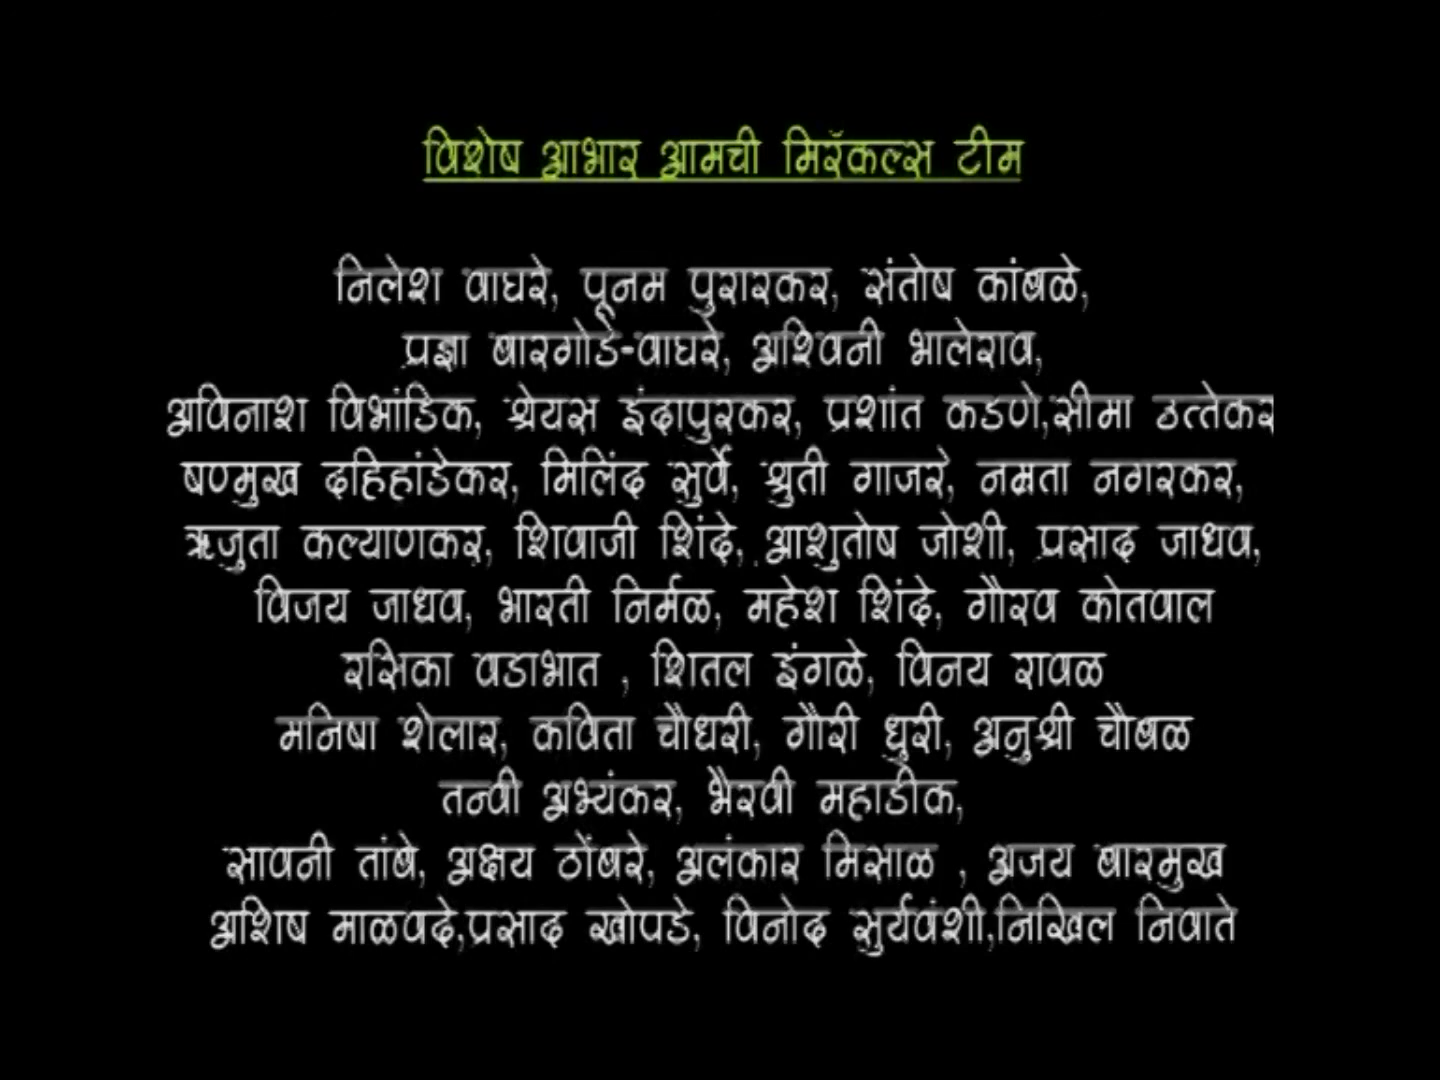 विशेष आभार आमची मिरॅकल्स टीम
निलेश वाघरे, पूनम पुरारकर, संतोष कांबळे,
प्रज्ञा बारगोडे-वाघरे, अश्विनी भालेराव,
अविनाश विभांडिक, श्रेयस इंदापुरकर, प्रशांत कडणे,सीमा उत्तेकर
षण्मुख दहिहांडेकर, मिलिंद सुर्वे, श्रुती गाजरे, नम्रता नगरकर,
ऋजुता कल्याणकर, शिवाजी शिंदे, आशुतोष जोशी, प्रसाद जाधव,
विजय जाधव, भारती निर्मळ, महेश शिंदे, गौरव कोतवाल
रसिका वडाभात , शितल इंगळे, विनय रावळ
मनिषा शेलार, कविता चौधरी, गौरी धुरी, अनुश्री चौबळ
तन्वी अभ्यंकर, भैरवी महाडीक,
सावनी तांबे, अक्षय ठोंबरे, अलंकार मिसाळ , अजय बारमुख
अशिष माळवदे,प्रसाद खोपडे, विनोद सुर्यवंशी,निखिल निवाते